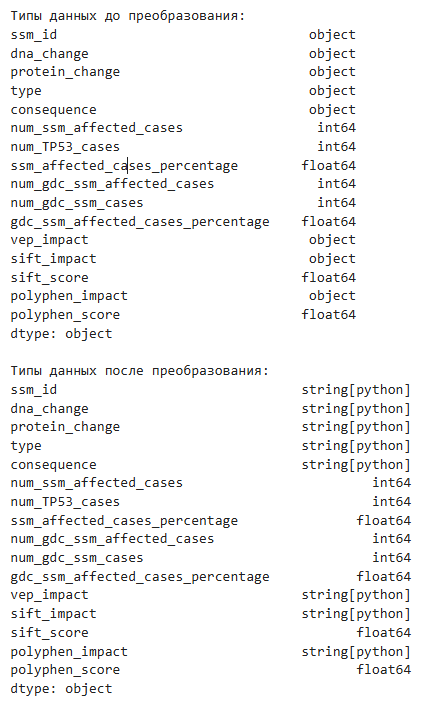 Типы данных до преобразования:
ssm_id object
dna_change object
protein_change object
type object
consequence object
num_ssm_affected_cases int64
num_TP53_cases int64
ssm_affected_cases_percentage float64
num_gdc_ssm_affected_cases int64
num_gdc_ssm_cases int64
gdc_ssm_affected_cases_percentage float64
vep_impact object
sift_impact object
sift_score float64
polyphen_impact object
polyphen_score float64
dtype: object
Типы данных после преобразования:
ssm_id string[python]
dna_change string[python]
protein_change string[python]
type string[python]
consequence string[python]
num_ssm_affected_cases int64
num_TP53_cases int64
ssm_affected_cases_percentage float64
num_gdc_ssm_affected_cases int64
num_gdc_ssm_cases int64
gdc_ssm_affected_cases_percentage float64
vep_impact string[python]
sift_impact string[python]
sift_score float64
polyphen_impact string[python]
polyphen_score float64
dtype: object